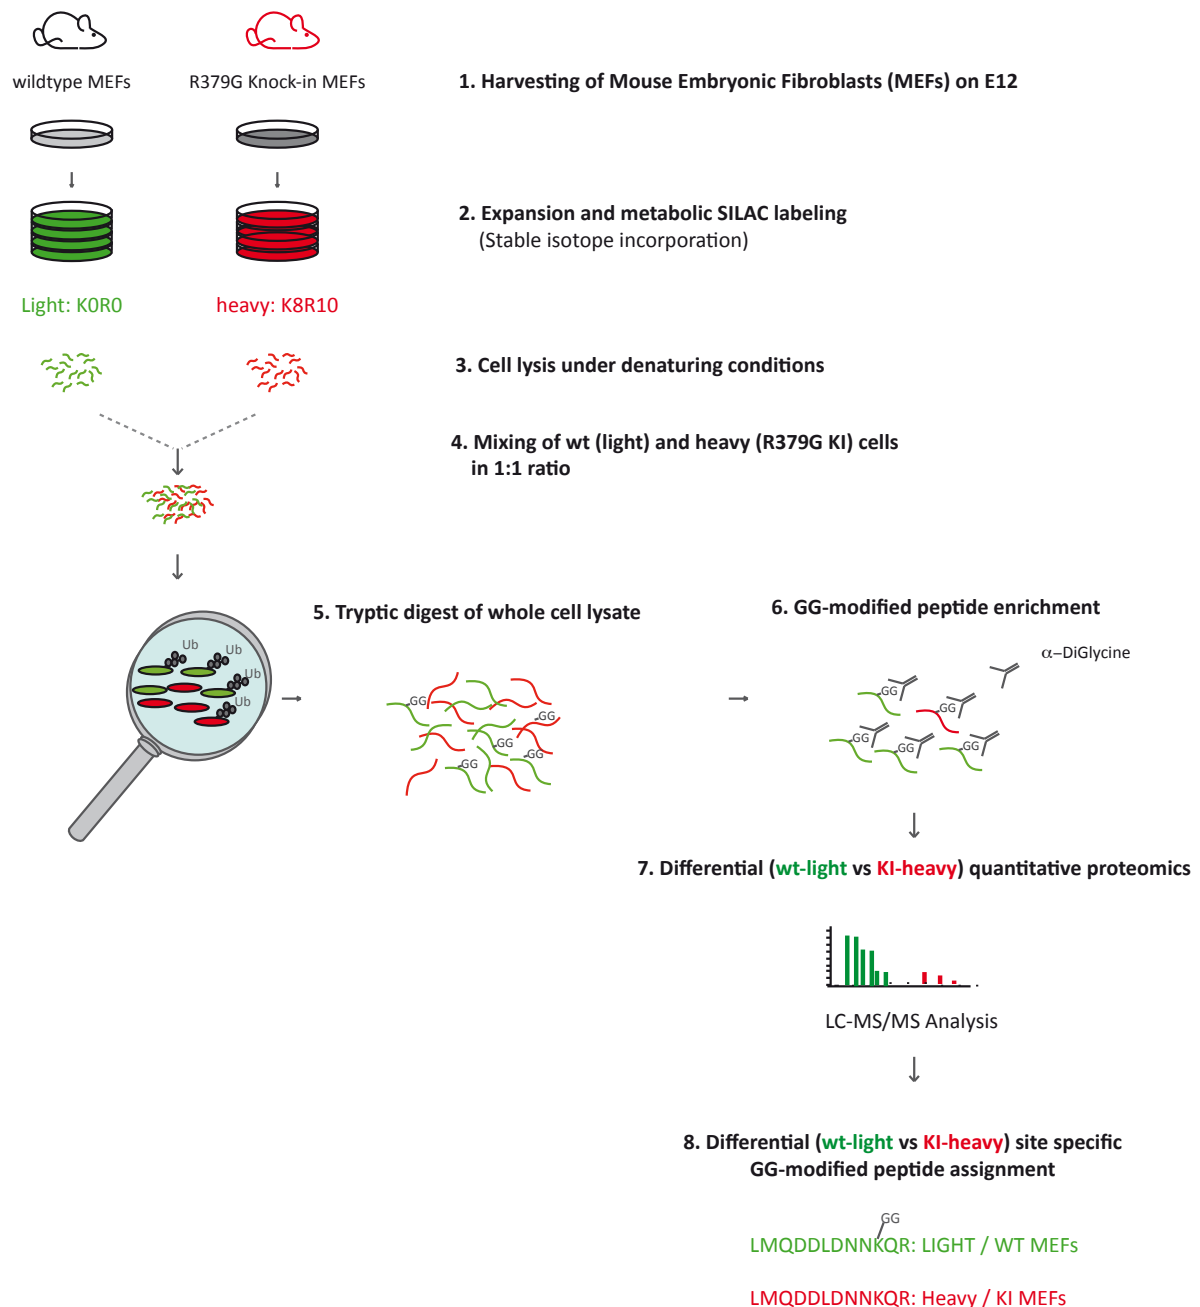 wildtype MEFs
R379G Knock-in MEFs
1. Harvesting of Mouse Embryonic Fibroblasts (MEFs) on E12
2. Expansion and metabolic SILAC labeling
(Stable isotope incorporation)
Light: K0R0
heavy: K8R10
3. Cell lysis under denaturing conditions
4. Mixing of wt (light) and heavy (R379G KI) cells
in 1:1 ratio
5. Tryptic digest of whole cell lysate
6. GG-modified peptide enrichment
Ub
Ub
Ub
Ub
α-DiGlycine
GG
GG
GG
GG
GG
GG
GG
GG
GG
GG
7. Differential (wt-light vs KI-heavy) quantitative proteomics
LC-MS/MS Analysis
8. Differential (wt-light vs KI-heavy) site specific
GG-modified peptide assignment
GG
LMQDDLDNNKQR: LIGHT / WT MEFs
LMQDDLDNNKQR: Heavy / KI MEFs